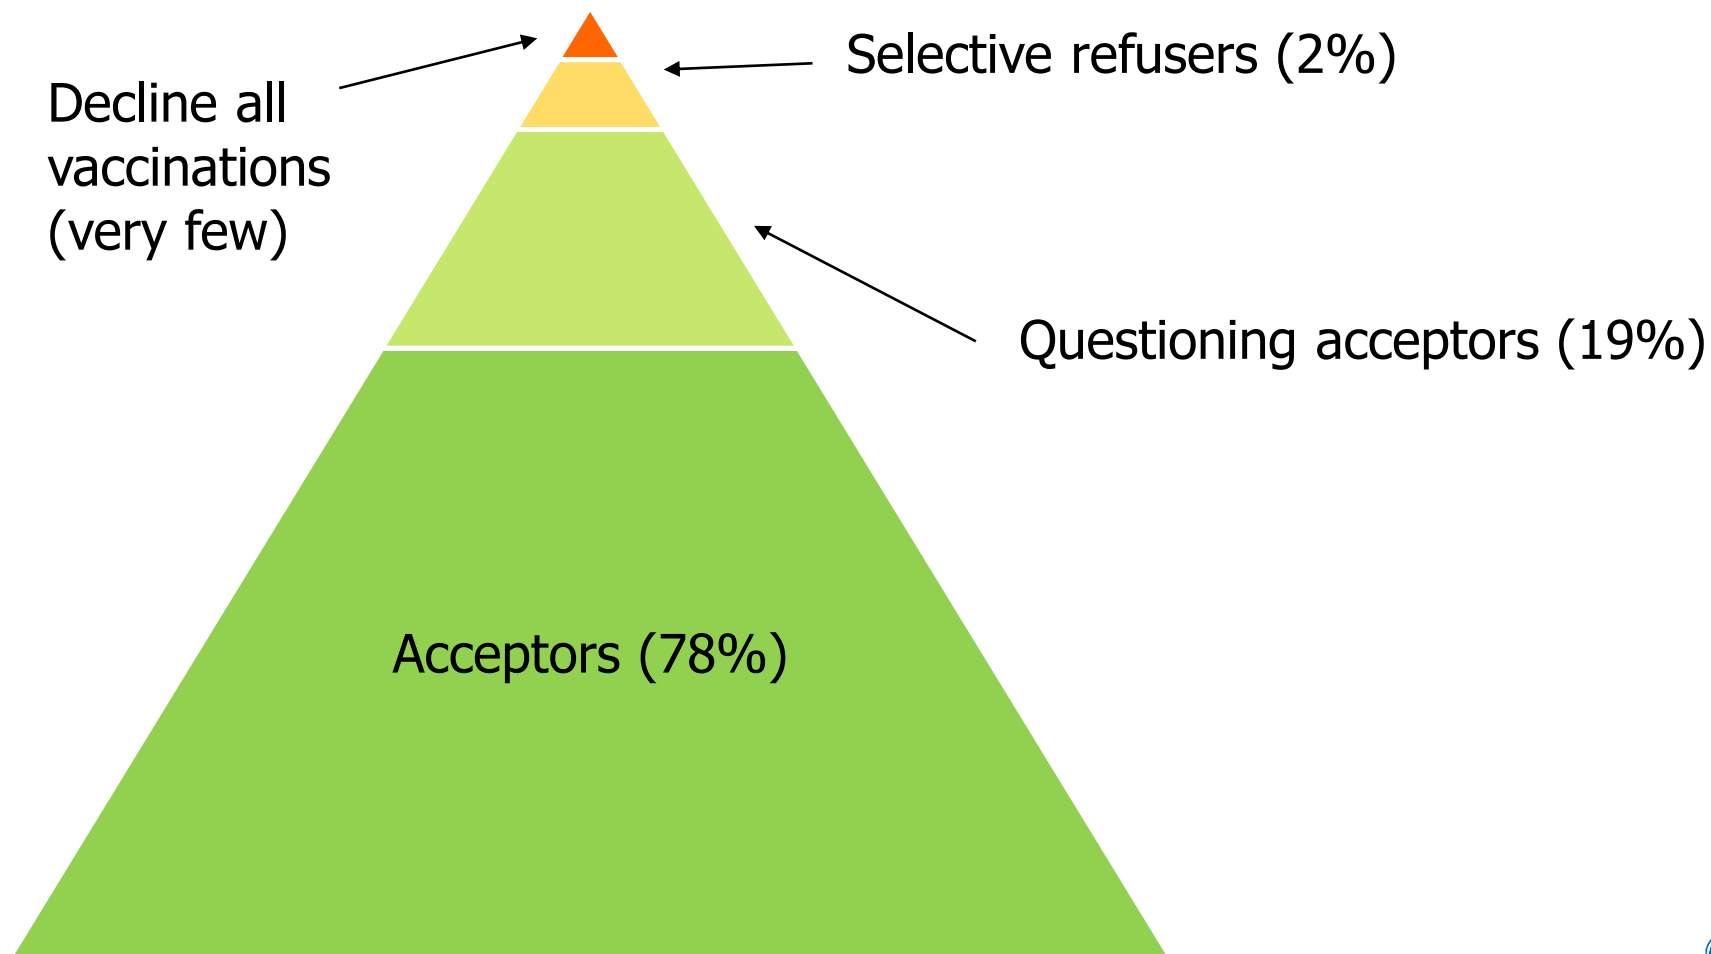 Selective refusers (2%)
Decline all
vaccinations
(very few)
Questioning acceptors (19%)
Acceptors (78%)